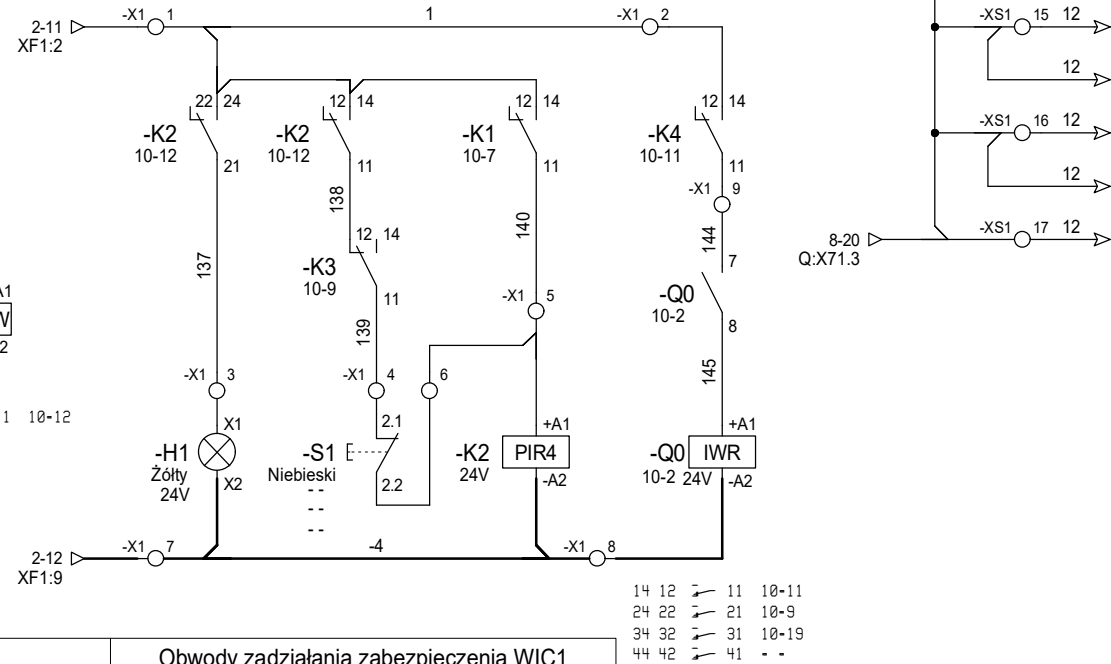 2-11
XF1:2
-X1 1
1
-X1 2
-XS1 15 12
12
-XS1 16 12
12
-XS1 17 12
8-20
Q:X71.3
22 24
-K2
10-12
21
12 14
-K2
10-12
11
12 14
-K1
10-7
11
12 14
-K4
10-11
11
-X1 9
137
138
140
144
12 14
-K3
10-9
11
139
7
-Q0
10-2
8
145
A1
2
1 10-12
-X1 3
-X1 4
6
-X1 5
X1
-H1
Żółty
24V
X2
2.1
-S1
Niebieski
2.2
- -
- -
- -
+A1
-K2
24V
PIR4
-A2
+A1
-Q0
10-2 24V
IWR
-A2
2-12
XF1:9
-X1 7
-4
-X1 8
14 12 11 10-11
24 22 21 10-9
34 32 31 10-19
44 42 41 - -
Obwody zadziałania zabezpieczenia WIC1